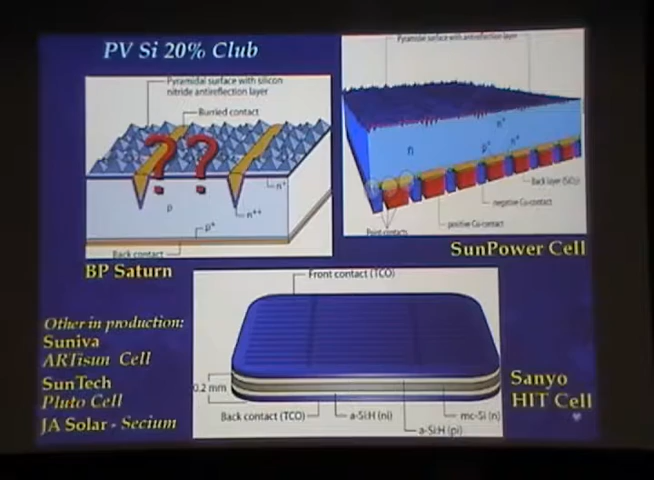 PV Si 20% Club
Pyramidal surface with silicon
nitride antireflection layer
Burried contact
? ?
n⁺
p
n⁺⁺
p⁺
Back contact
BP Saturn
Pyramidal surface with antireflection layer
n⁺
n
p⁺
n⁺
Back layer (SiO₂)
negative Cu-contact
positive Cu-contact
Point contacts
SunPower Cell
Front contact (TCO)
0.2 mm
Back contact (TCO)
a-Si:H (ni)
mc-Si (n)
a-Si:H (pi)
Sanyo
HIT Cell
Other in production:
Suniva
ARTisun Cell
SunTech
Pluto Cell
JA Solar - Secium